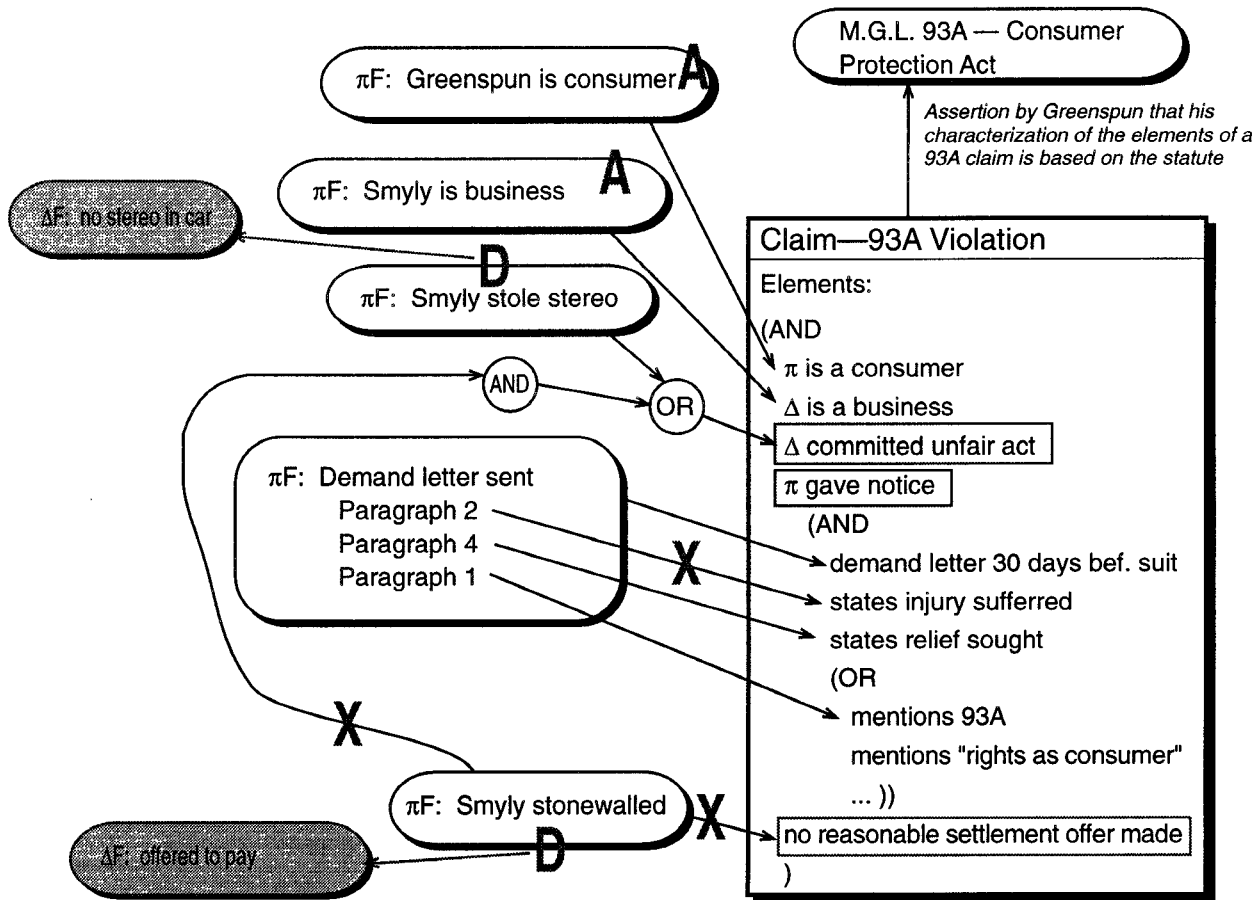 M.G.L. 93A — Consumer
Protection Act
πF: Greenspun is consumer
A
Assertion by Greenspun that his
characterization of the elements of a
93A claim is based on the statute
πF: Smyly is business
A
ΔF: no stereo in car
D
πF: Smyly stole stereo
AND
OR
πF: Demand letter sent
Paragraph 2
Paragraph 4
Paragraph 1
X
X
πF: Smyly stonewalled
X
D
ΔF: offered to pay
Claim—93A Violation
Elements:
(AND
π is a consumer
Δ is a business
Δ committed unfair act
π gave notice
(AND
demand letter 30 days bef. suit
states injury sufferred
states relief sought
(OR
mentions 93A
mentions "rights as consumer"
... ))
no reasonable settlement offer made
)